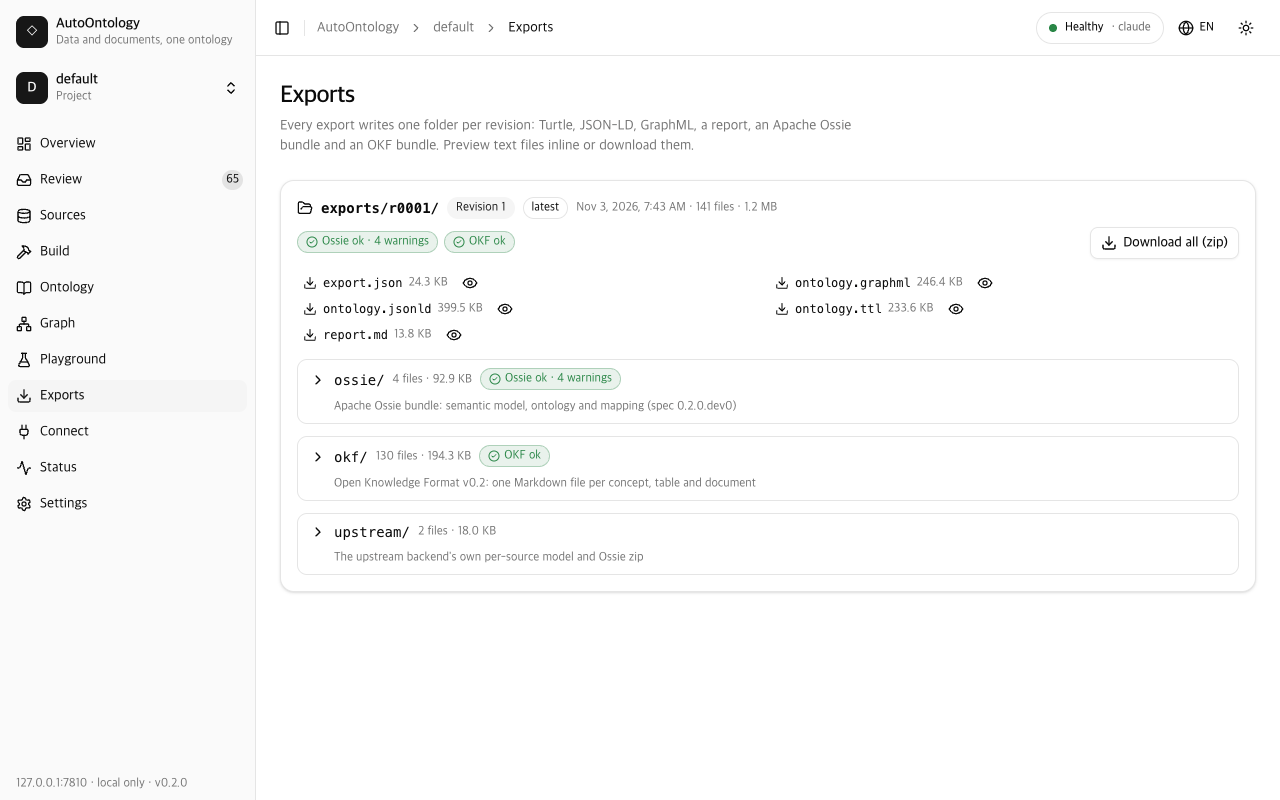 AutoOntology
Data and documents, one ontology
D
default
Project
Overview
Review 65
Sources
Build
Ontology
Graph
Playground
Exports
Connect
Status
Settings
127.0.0.1:7810 · local only · v0.2.0
AutoOntology > default > Exports
Healthy · claude
EN
Exports
Every export writes one folder per revision: Turtle, JSON-LD, GraphML, a report, an Apache Ossie
bundle and an OKF bundle. Preview text files inline or download them.
exports/r0001/ Revision 1 latest Nov 3, 2026, 7:43 AM · 141 files · 1.2 MB
Ossie ok · 4 warnings OKF ok
Download all (zip)
export.json 24.3 KB
ontology.graphml 246.4 KB
ontology.jsonld 399.5 KB
ontology.ttl 233.6 KB
report.md 13.8 KB
ossie/ 4 files · 92.9 KB Ossie ok · 4 warnings
Apache Ossie bundle: semantic model, ontology and mapping (spec 0.2.0.dev0)
okf/ 130 files · 194.3 KB OKF ok
Open Knowledge Format v0.2: one Markdown file per concept, table and document
upstream/ 2 files · 18.0 KB
The upstream backend's own per-source model and Ossie zip